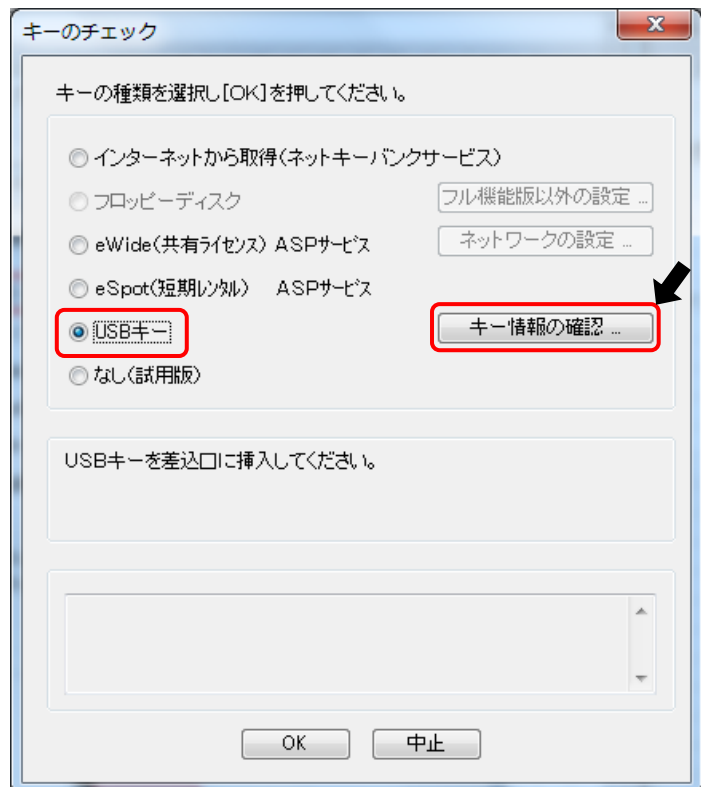 キーのチェック
キーの種類を選択し[OK]を押してください。
インターネットから取得(ネットキーバンクサービス)
フロッピーディスク
フル機能版以外の設定 ...
eWide(共有ライセンス) ASPサービス
ネットワークの設定 ...
eSpot(短期レンタル) ASPサービス
USBキー
キー情報の確認 ...
なし(試用版)
USBキーを差込口に挿入してください。
OK
中止